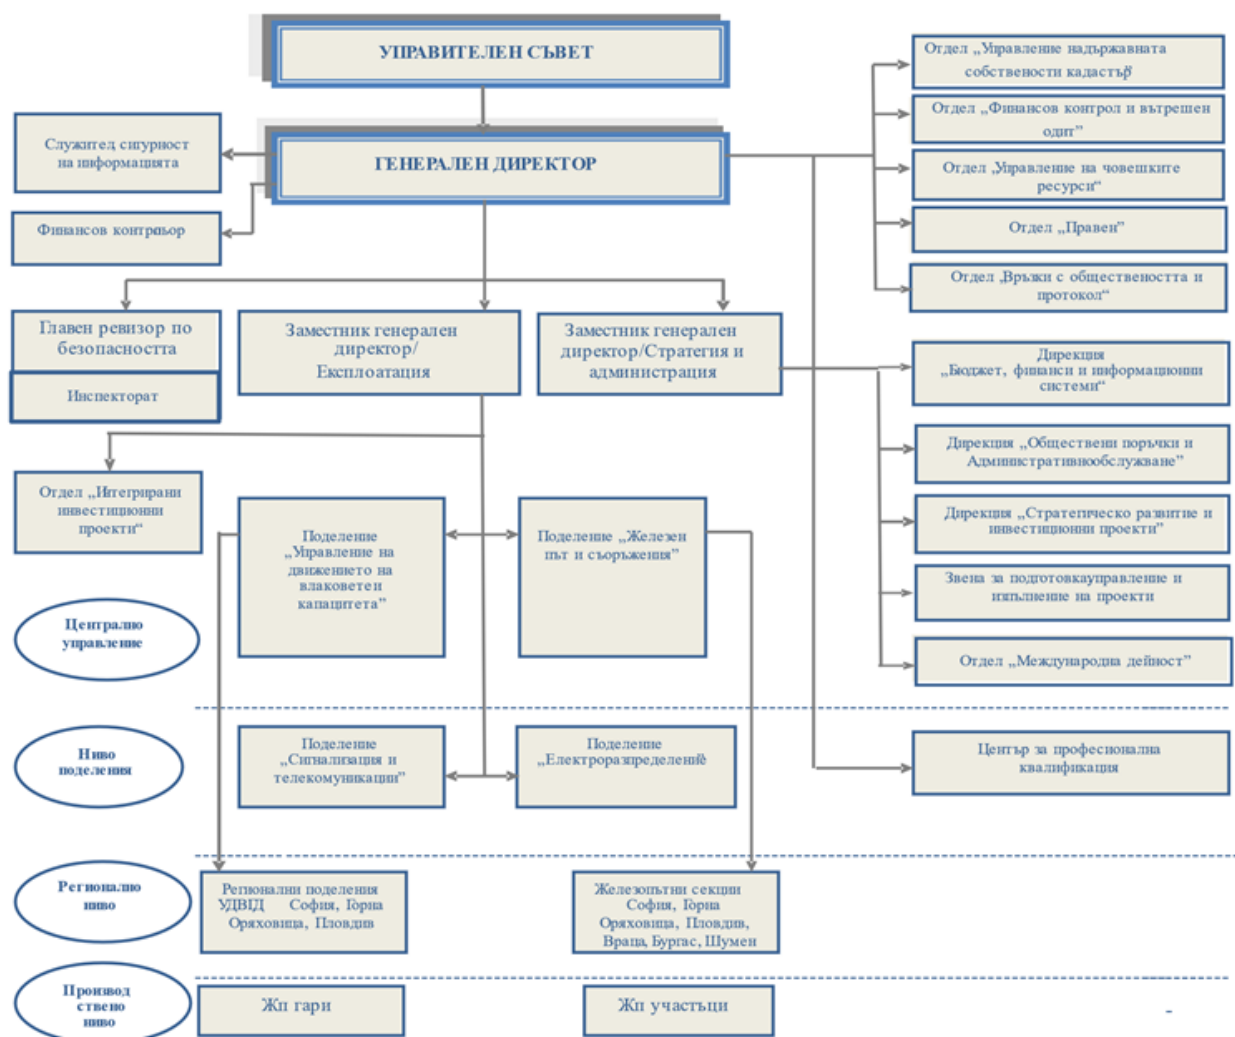 УПРАВИТЕЛЕН СЪВЕТ
ГЕНЕРАЛЕН ДИРЕКТОР
Служител, сигурност
на информацията
Финансов контрольор
Отдел „Управление надържавната
собствености кадастър”
Отдел „Финансов контрол и вътрешен
одит”
Отдел „Управление на човешките
ресурси“
Отдел „Правен”
Отдел „Връзки с обществеността и
протокол“
Главен ревизор по
безопасността
Инспекторат
Заместник генерален
директор/
Експлоатация
Заместник генерален
директор/Стратегия и
администрация
Дирекция
„Бюджет, финанси и информационни
системи“
Дирекция „Обществени поръчки и
Административнообслужване”
Дирекция „Стратегическо развитие и
инвестиционни проекти”
Звена за подготовкауправление и
изпълнение на проекти
Отдел „Международна дейност”
Отдел „Интегрирани
инвестиционни
проекти“
Поделение
„Управление на
движението на
влаковете и
капацитета”
Поделение „Железен
път и съоръжения”
Централно
управление
Ниво
поделения
Поделение
„Сигнализация и
телекомуникации”
Поделение
„Електроразпределение”
Център за професионална
квалификация
Регионално
ниво
Регионални поделения
УДВГД София, Горна
Оряховица, Пловдив
Железопътни секции
София, Горна
Оряховица, Пловдив,
Враца, Бургас, Шумен
Производ
ствено
ниво
Жп гари
Жп участъци
-